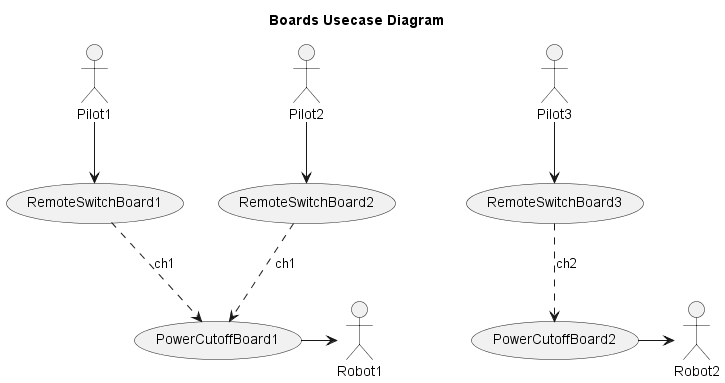 Boards Usecase Diagram
Pilot1
Pilot2
Pilot3
RemoteSwitchBoard1
RemoteSwitchBoard2
RemoteSwitchBoard3
ch1
ch1
ch2
PowerCutoffBoard1
Robot1
PowerCutoffBoard2
Robot2